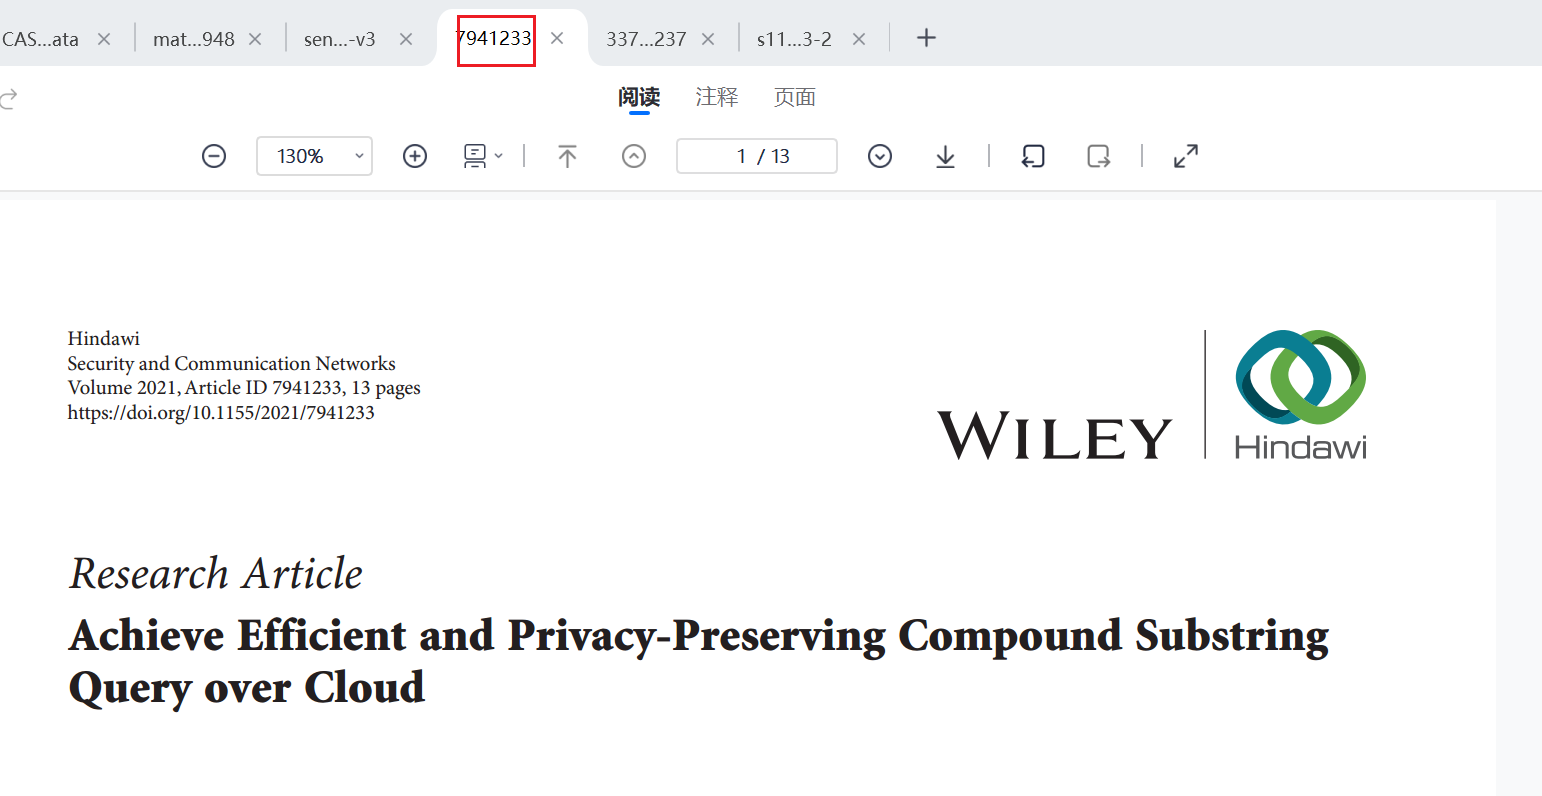 CAS...ata
mat...948
sen...-v3
7941233
337...237
s11...3-2
阅读 注释 页面
130%
1 / 13
Hindawi
Security and Communication Networks
Volume 2021, Article ID 7941233, 13 pages
https://doi.org/10.1155/2021/7941233
WILEY
Hindawi
Research Article
Achieve Efficient and Privacy-Preserving Compound Substring
Query over Cloud